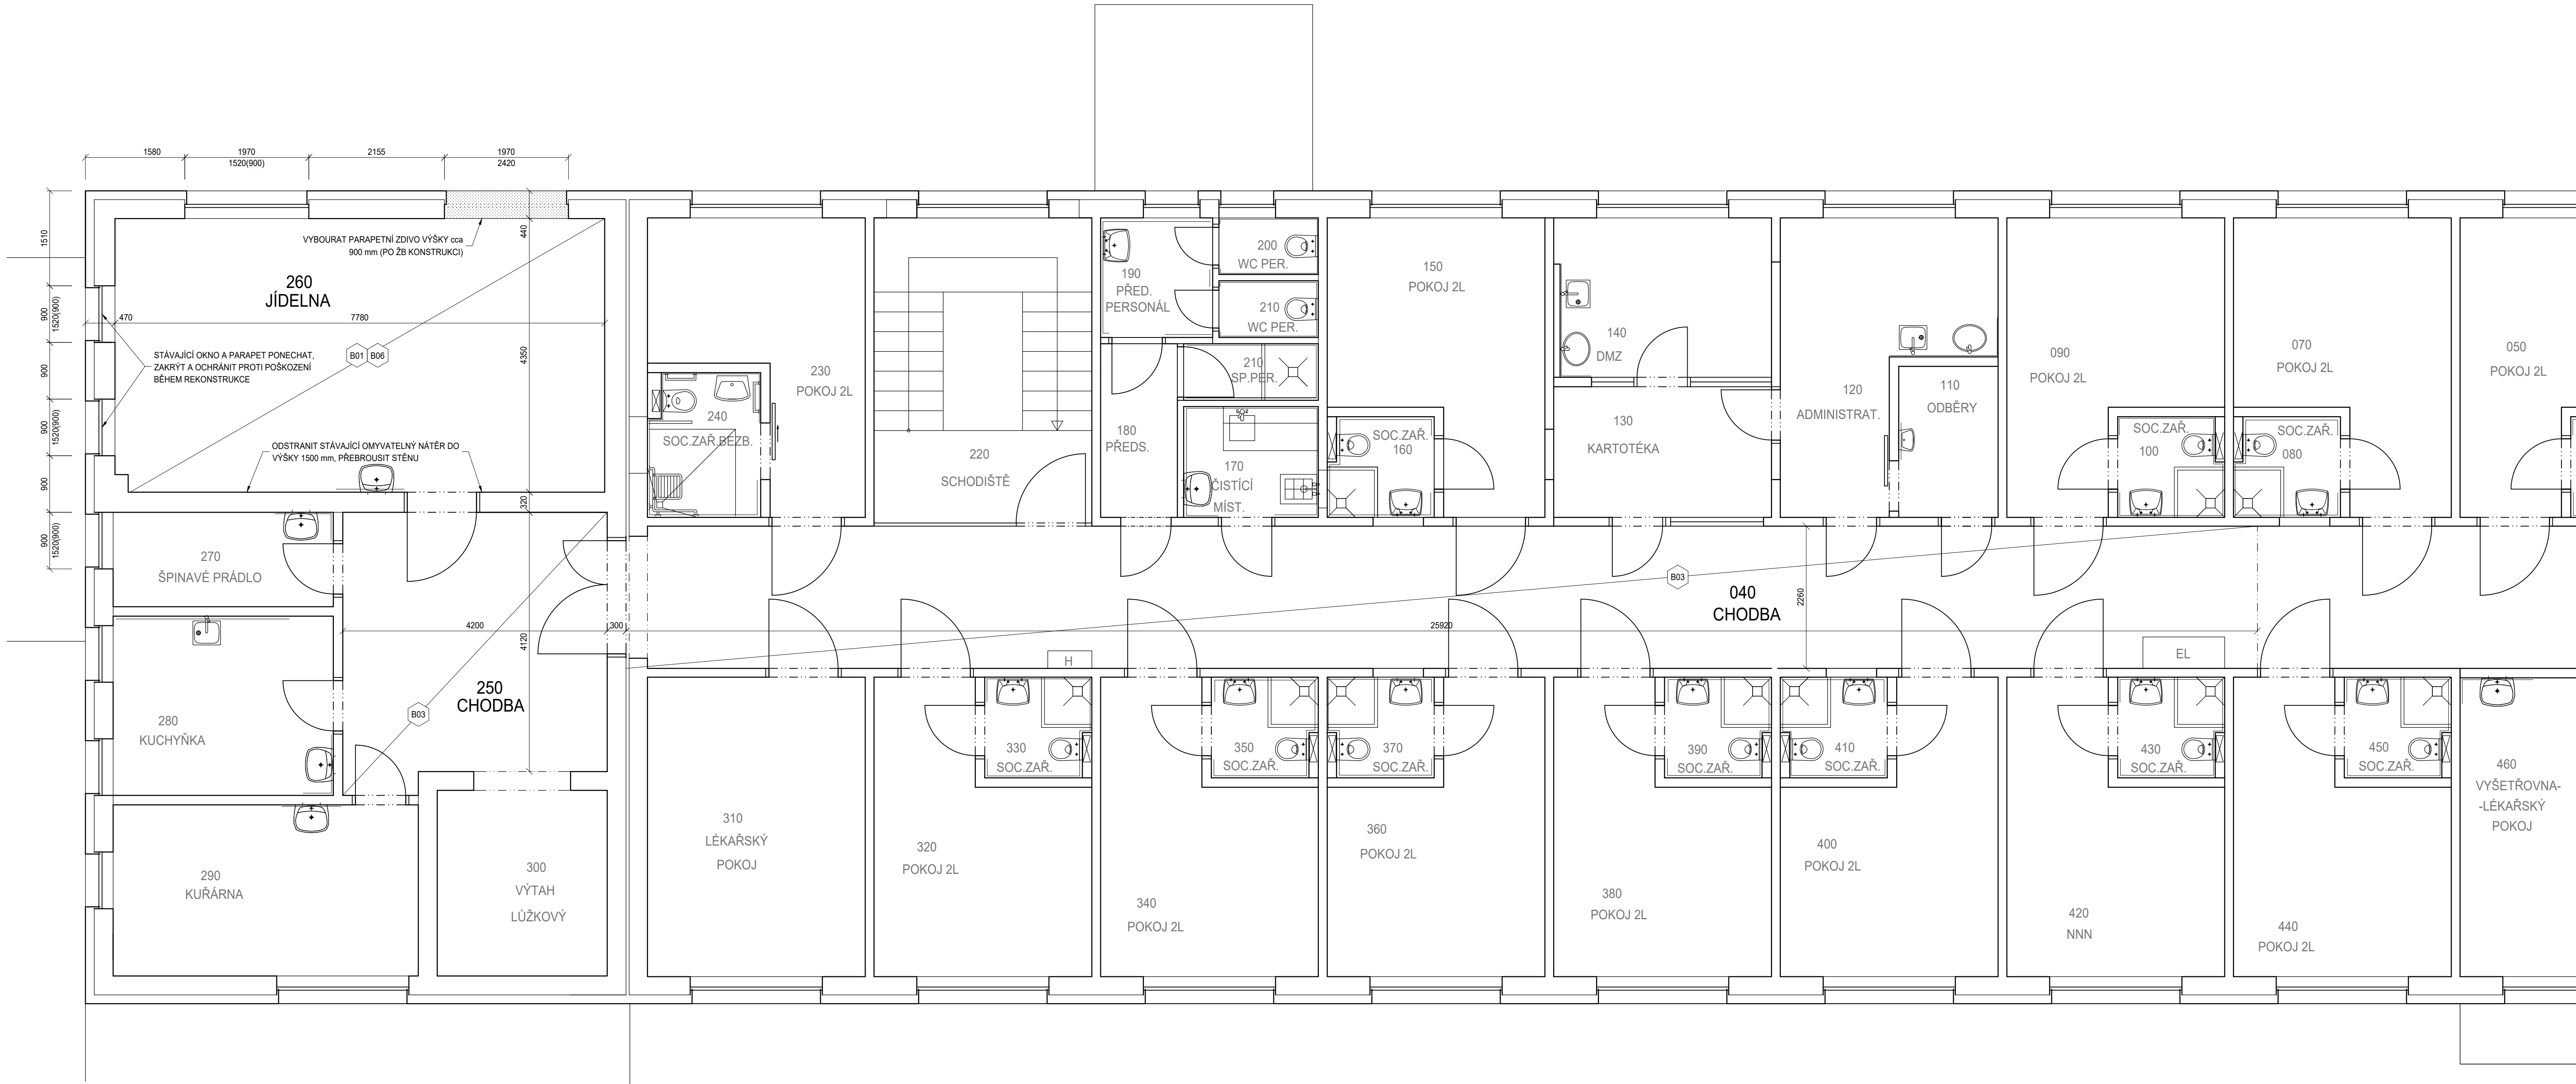 1580
1970
1520(900)
2155
1970
2420
1510
900
1520(900)
900
900
1520(900)
900
900
1520(900)
440
VYBOURAT PARAPETNÍ ZDIVO VÝŠKY cca
900 mm (PO ŽB KONSTRUKCI)
260
JÍDELNA
470
7780
4350
STÁVAJÍCÍ OKNO A PARAPET PONECHAT,
ZAKRÝT A OCHRÁNIT PROTI POŠKOZENÍ
BĚHEM REKONSTRUKCE
B01
B06
ODSTRANIT STÁVAJÍCÍ OMYVATELNÝ NÁTĚR DO
VÝŠKY 1500 mm, PŘEBROUSIT STĚNU
320
270
ŠPINAVÉ PRÁDLO
4200
300
4120
280
KUCHYŇKA
250
CHODBA
B03
290
KUŘÁRNA
300
VÝTAH
LŮŽKOVÝ
230
POKOJ 2L
240
SOC.ZAŘ.BEZB.
220
SCHODIŠTĚ
190
PŘED.
PERSONÁL
200
WC PER.
210
WC PER.
210
SP.PER.
180
PŘEDS.
170
ČISTÍCÍ
MÍST.
150
POKOJ 2L
SOC.ZAŘ.
160
140
DMZ
130
KARTOTÉKA
120
ADMINISTRAT.
110
ODBĚRY
090
POKOJ 2L
SOC.ZAŘ.
100
070
POKOJ 2L
SOC.ZAŘ.
080
050
POKOJ 2L
B03
040
CHODBA
2260
25920
H
EL
310
LÉKAŘSKÝ
POKOJ
320
POKOJ 2L
330
SOC.ZAŘ.
340
POKOJ 2L
350
SOC.ZAŘ.
360
POKOJ 2L
370
SOC.ZAŘ.
380
POKOJ 2L
390
SOC.ZAŘ.
400
POKOJ 2L
410
SOC.ZAŘ.
420
NNN
430
SOC.ZAŘ.
440
POKOJ 2L
450
SOC.ZAŘ.
460
VYŠETŘOVNA-
-LÉKAŘSKÝ
POKOJ